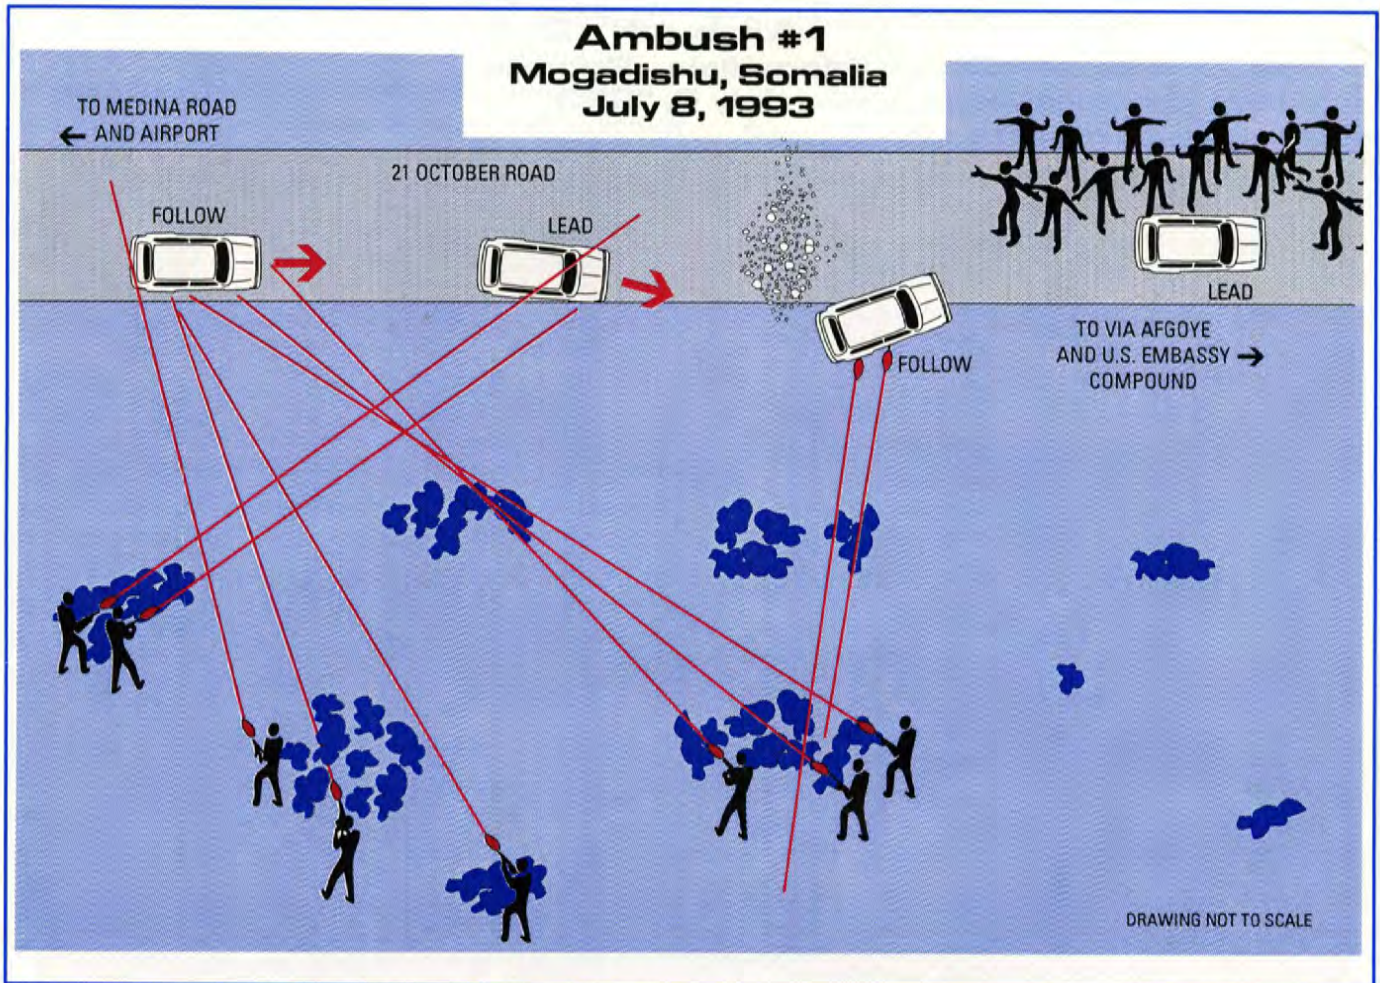 Ambush #1
Mogadishu, Somalia
July 8, 1993
TO MEDINA ROAD
← AND AIRPORT
21 OCTOBER ROAD
FOLLOW
LEAD
LEAD
FOLLOW
TO VIA AFGOYE
AND U.S. EMBASSY →
COMPOUND
DRAWING NOT TO SCALE